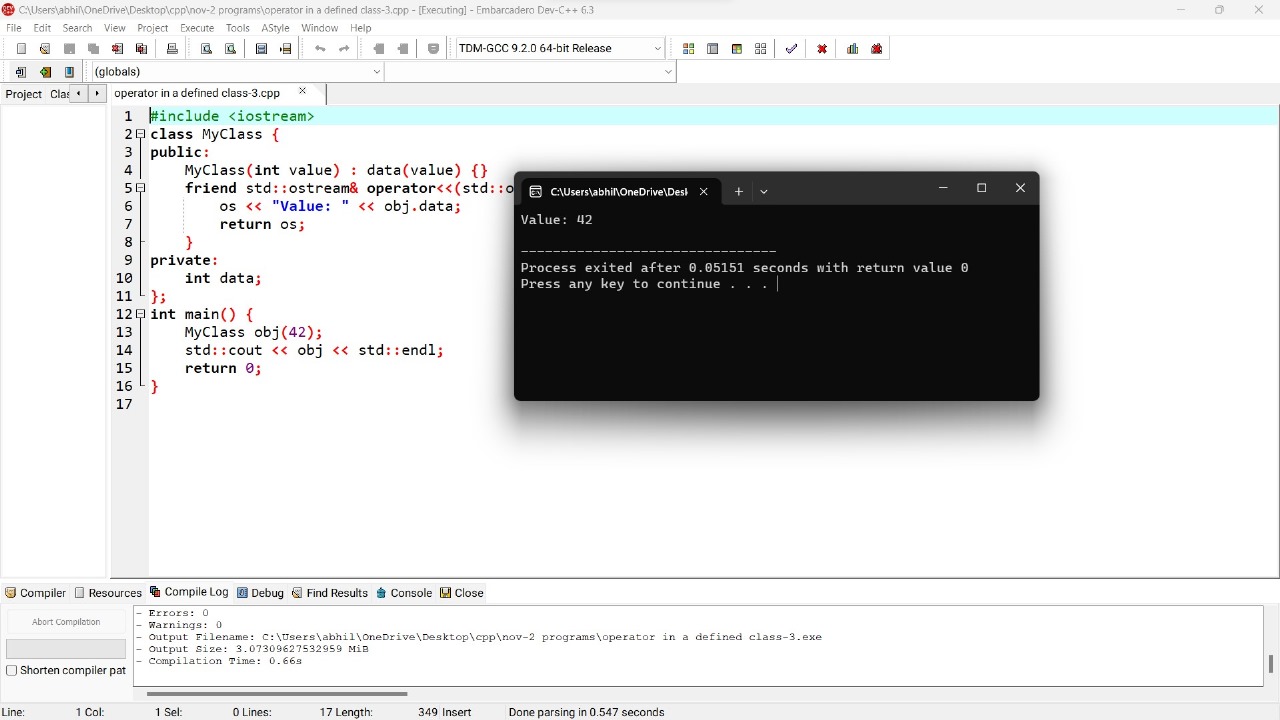 C:\Users\abhil\OneDrive\Desktop\cpp\nov-2 programs\operator in a defined class-3.cpp - [Executing] - Embarcadero Dev-C++ 6.3
File Edit Search View Project Execute Tools AStyle Window Help
TDM-GCC 9.2.0 64-bit Release
(globals)
Project Clas
operator in a defined class-3.cpp
1 #include <iostream>
2 class MyClass {
3 public:
4 MyClass(int value) : data(value) {}
5 friend std::ostream& operator<<(std::o
6 os << "Value: " << obj.data;
7 return os;
8 }
9 private:
10 int data;
11 };
12 int main() {
13 MyClass obj(42);
14 std::cout << obj << std::endl;
15 return 0;
16 }
17
C:\Users\abhil\OneDrive\Desk
Value: 42
--------------------------------
Process exited after 0.05151 seconds with return value 0
Press any key to continue . . .
Compiler Resources Compile Log Debug Find Results Console Close
Abort Compilation
Shorten compiler pat
- Errors: 0
- Warnings: 0
- Output Filename: C:\Users\abhil\OneDrive\Desktop\cpp\nov-2 programs\operator in a defined class-3.exe
- Output Size: 3.07309627532959 MiB
- Compilation Time: 0.66s
Line: 1 Col: 1 Sel: 0 Lines: 17 Length: 349 Insert Done parsing in 0.547 seconds